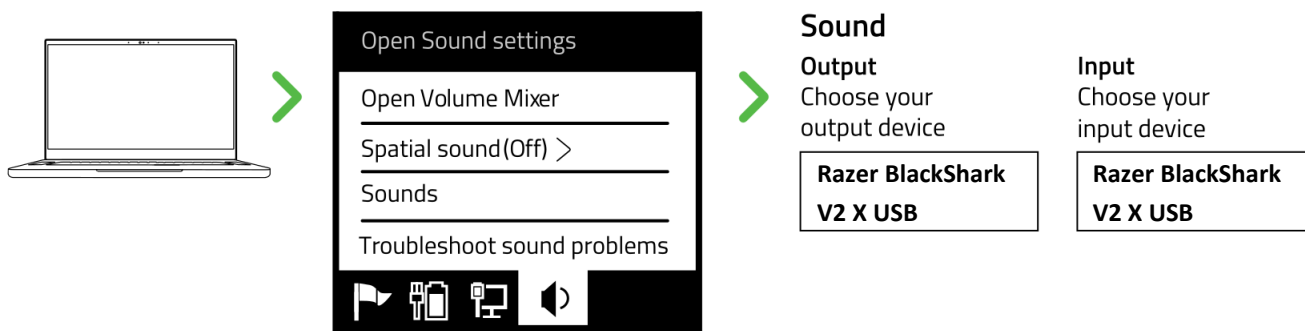 Open Sound settings
Open Volume Mixer
Spatial sound(Off) >
Sounds
Troubleshoot sound problems
Sound
Output
Choose your
output device
Razer BlackShark
V2 X USB
Input
Choose your
input device
Razer BlackShark
V2 X USB